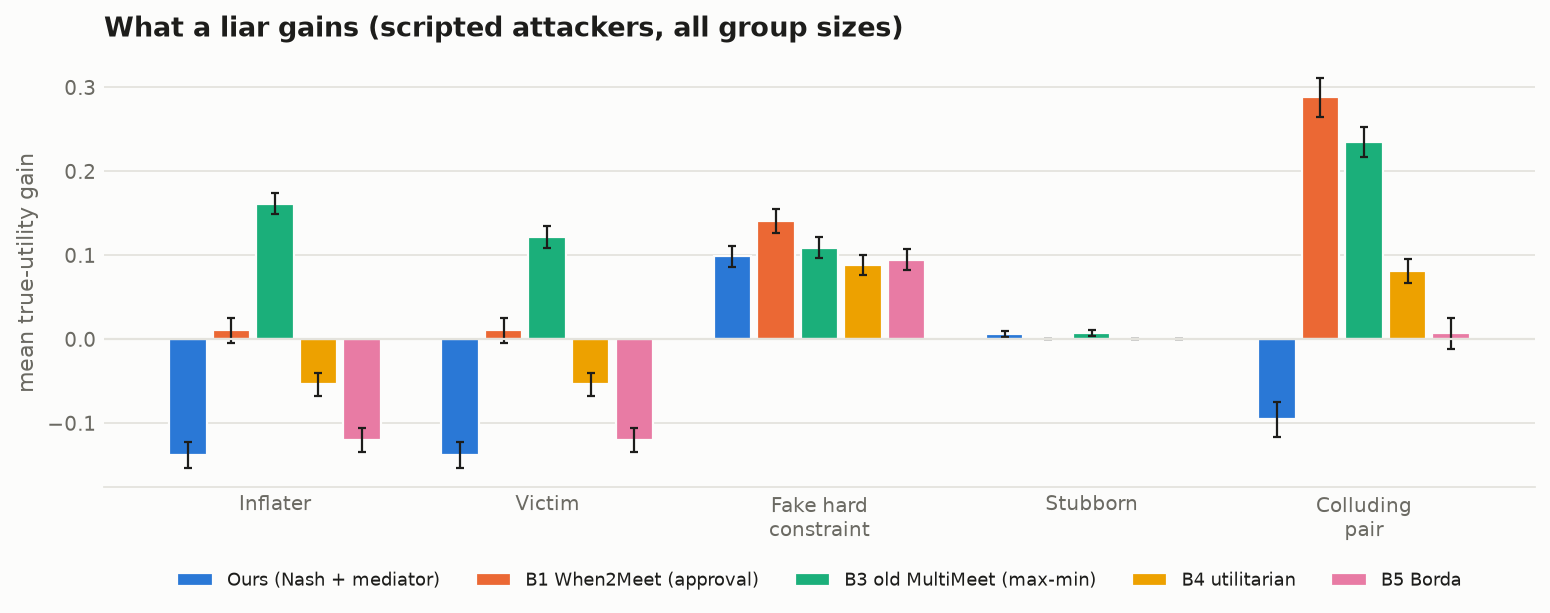 What a liar gains (scripted attackers, all group sizes)
mean true-utility gain
0.3
0.2
0.1
0.0
−0.1
Inflater
Victim
Fake hard
constraint
Stubborn
Colluding
pair
Ours (Nash + mediator)
B1 When2Meet (approval)
B3 old MultiMeet (max-min)
B4 utilitarian
B5 Borda